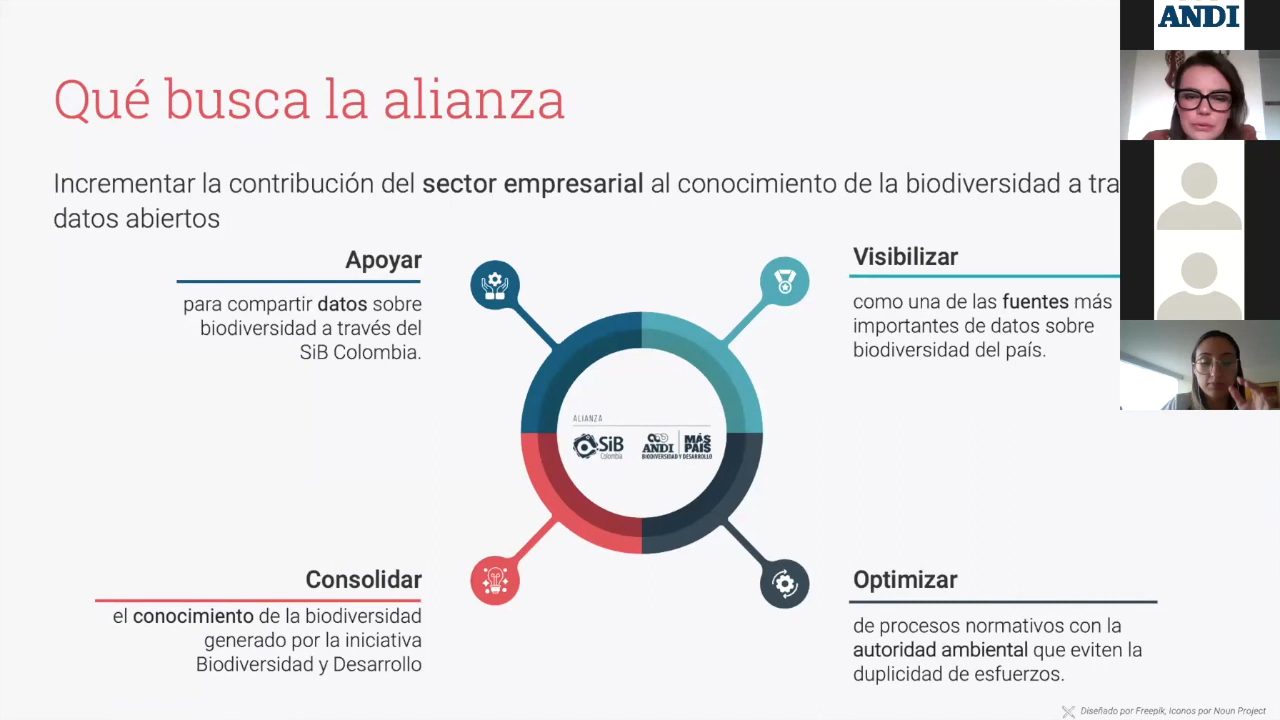 ANDI
Qué busca la alianza
Incrementar la contribución del sector empresarial al conocimiento de la biodiversidad a tra
datos abiertos
Apoyar
para compartir datos sobre
biodiversidad a través del
SiB Colombia.
Visibilizar
como una de las fuentes más
importantes de datos sobre
biodiversidad del país.
ALIANZA
SiB
Colombia
ANDI
MÁS
PAÍS
BIODIVERSIDAD Y DESARROLLO
Consolidar
el conocimiento de la biodiversidad
generado por la iniciativa
Biodiversidad y Desarrollo
Optimizar
de procesos normativos con la
autoridad ambiental que eviten la
duplicidad de esfuerzos.
Diseñado por Freepik, Iconos por Noun Project